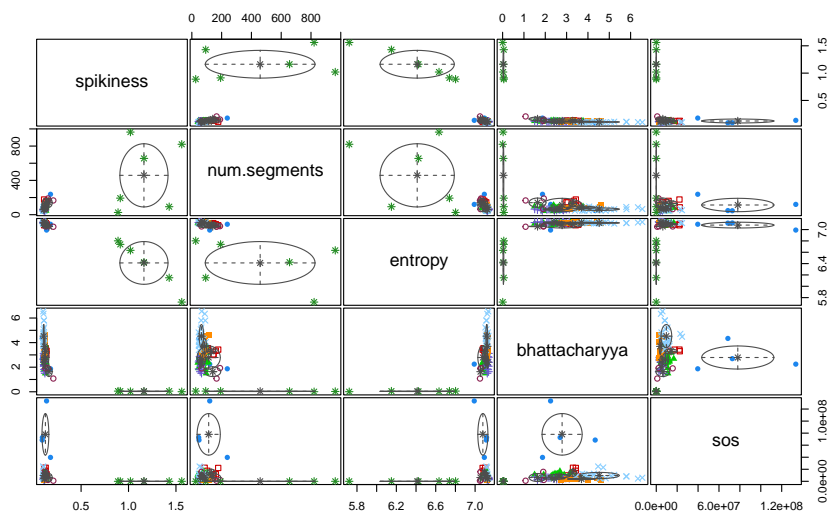 0 200 400 600 800
0 1 2 3 4 5 6
spikiness
0.5 1.0 1.5
0 400 800
num.segments
entropy
5.8 6.4 7.0
0 2 4 6
bhattacharyya
sos
0.0e+00 1.0e+08
0.5 1.0 1.5
5.8 6.2 6.6 7.0
0.0e+00 6.0e+07 1.2e+08